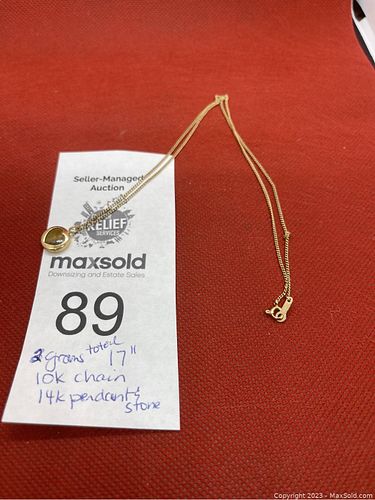 Seller-Managed
Auction
RELIEF
SERVICES
maxsold
Downsizing and Estate Sales
89
2 grams total 17"
10k chain
14k pendant &
stone
Copyright 2023 - MaxSold.com